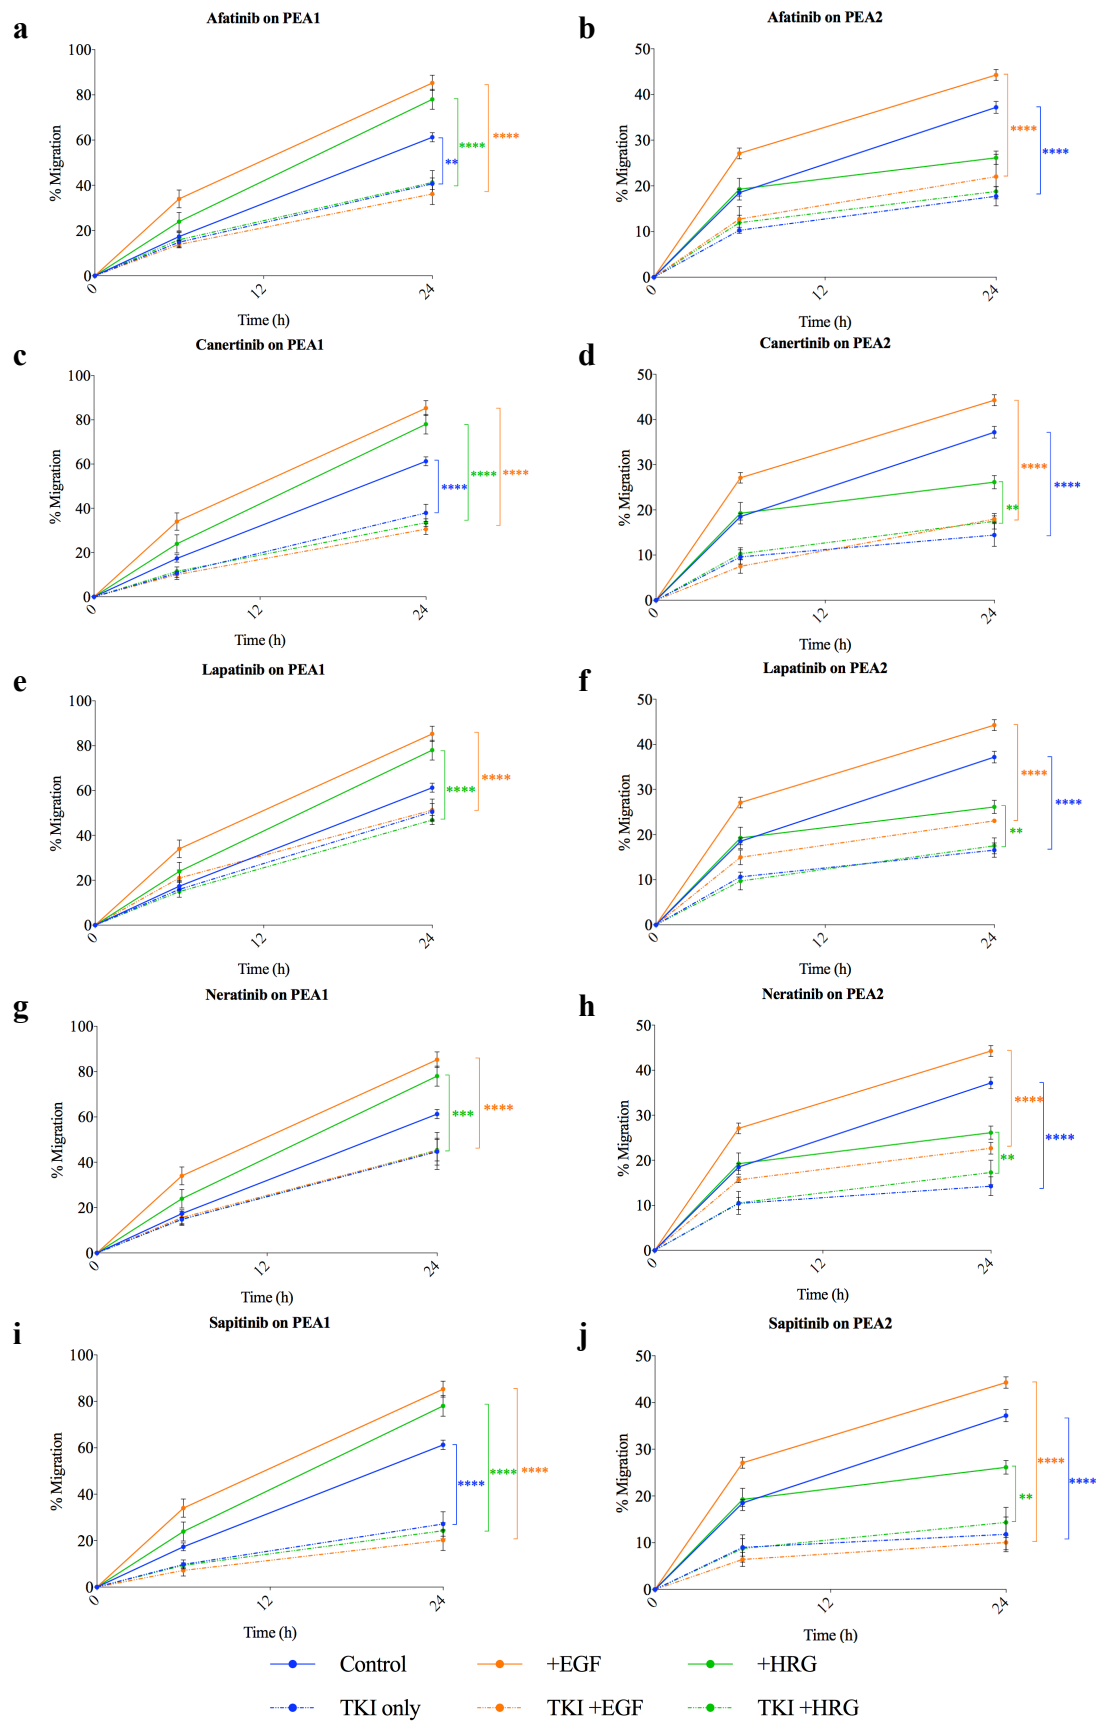 a
Afatinib on PEA1
100
80
60
40
20
0
% Migration
0
12
24
Time (h)
**
****
****
b
Afatinib on PEA2
50
40
30
20
10
0
% Migration
0
12
24
Time (h)
****
****
c
Canertinib on PEA1
100
80
60
40
20
0
% Migration
0
12
24
Time (h)
****
****
****
d
Canertinib on PEA2
50
40
30
20
10
0
% Migration
0
12
24
Time (h)
**
****
****
e
Lapatinib on PEA1
100
80
60
40
20
0
% Migration
0
12
24
Time (h)
****
****
f
Lapatinib on PEA2
50
40
30
20
10
0
% Migration
0
12
24
Time (h)
**
****
****
g
Neratinib on PEA1
100
80
60
40
20
0
% Migration
0
12
24
Time (h)
***
****
h
Neratinib on PEA2
50
40
30
20
10
0
% Migration
0
12
24
Time (h)
**
****
****
i
Sapitinib on PEA1
100
80
60
40
20
0
% Migration
0
12
24
Time (h)
****
****
****
j
Sapitinib on PEA2
50
40
30
20
10
0
% Migration
0
12
24
Time (h)
**
****
****
Control +EGF +HRG
TKI only TKI +EGF TKI +HRG